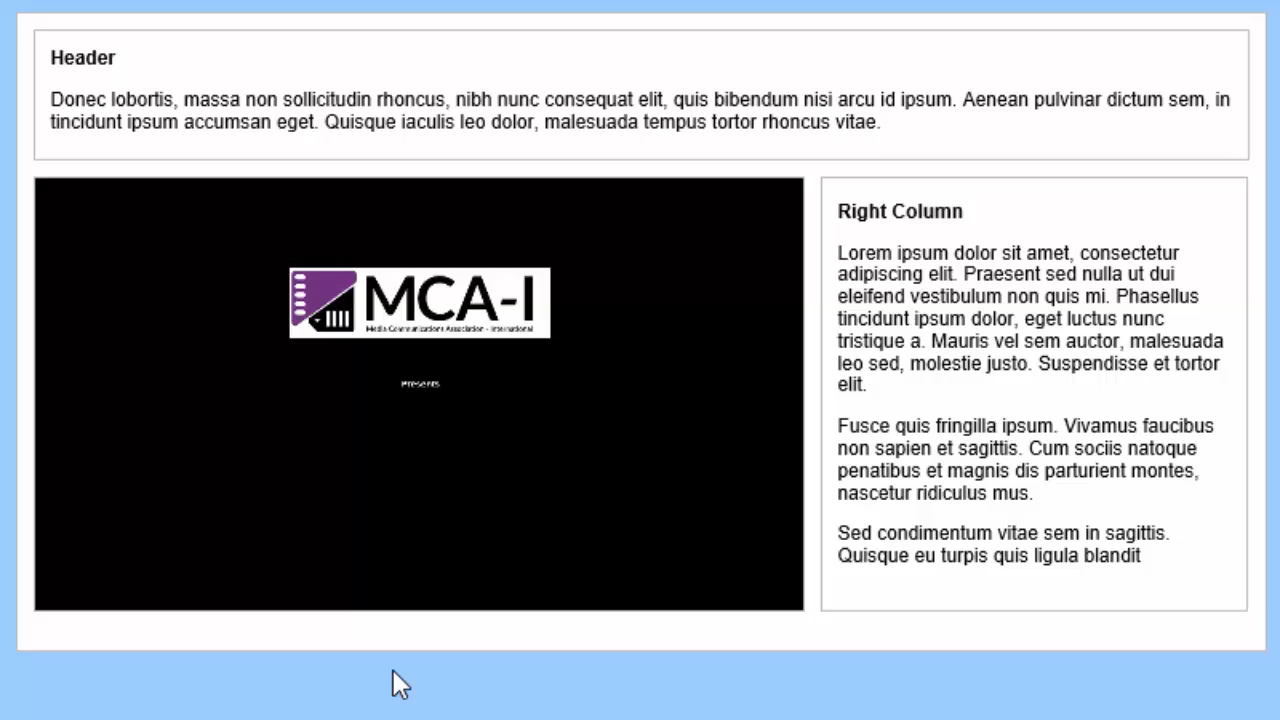 Header
Donec lobortis, massa non sollicitudin rhoncus, nibh nunc consequat elit, quis bibendum nisi arcu id ipsum. Aenean pulvinar dictum sem, in
tincidunt ipsum accumsan eget. Quisque iaculis leo dolor, malesuada tempus tortor rhoncus vitae.
MCA-I
Media Communications Association - International
Presents
Right Column
Lorem ipsum dolor sit amet, consectetur
adipiscing elit. Praesent sed nulla ut dui
eleifend vestibulum non quis mi. Phasellus
tincidunt ipsum dolor, eget luctus nunc
tristique a. Mauris vel sem auctor, malesuada
leo sed, molestie justo. Suspendisse et tortor
elit.
Fusce quis fringilla ipsum. Vivamus faucibus
non sapien et sagittis. Cum sociis natoque
penatibus et magnis dis parturient montes,
nascetur ridiculus mus.
Sed condimentum vitae sem in sagittis.
Quisque eu turpis quis ligula blandit